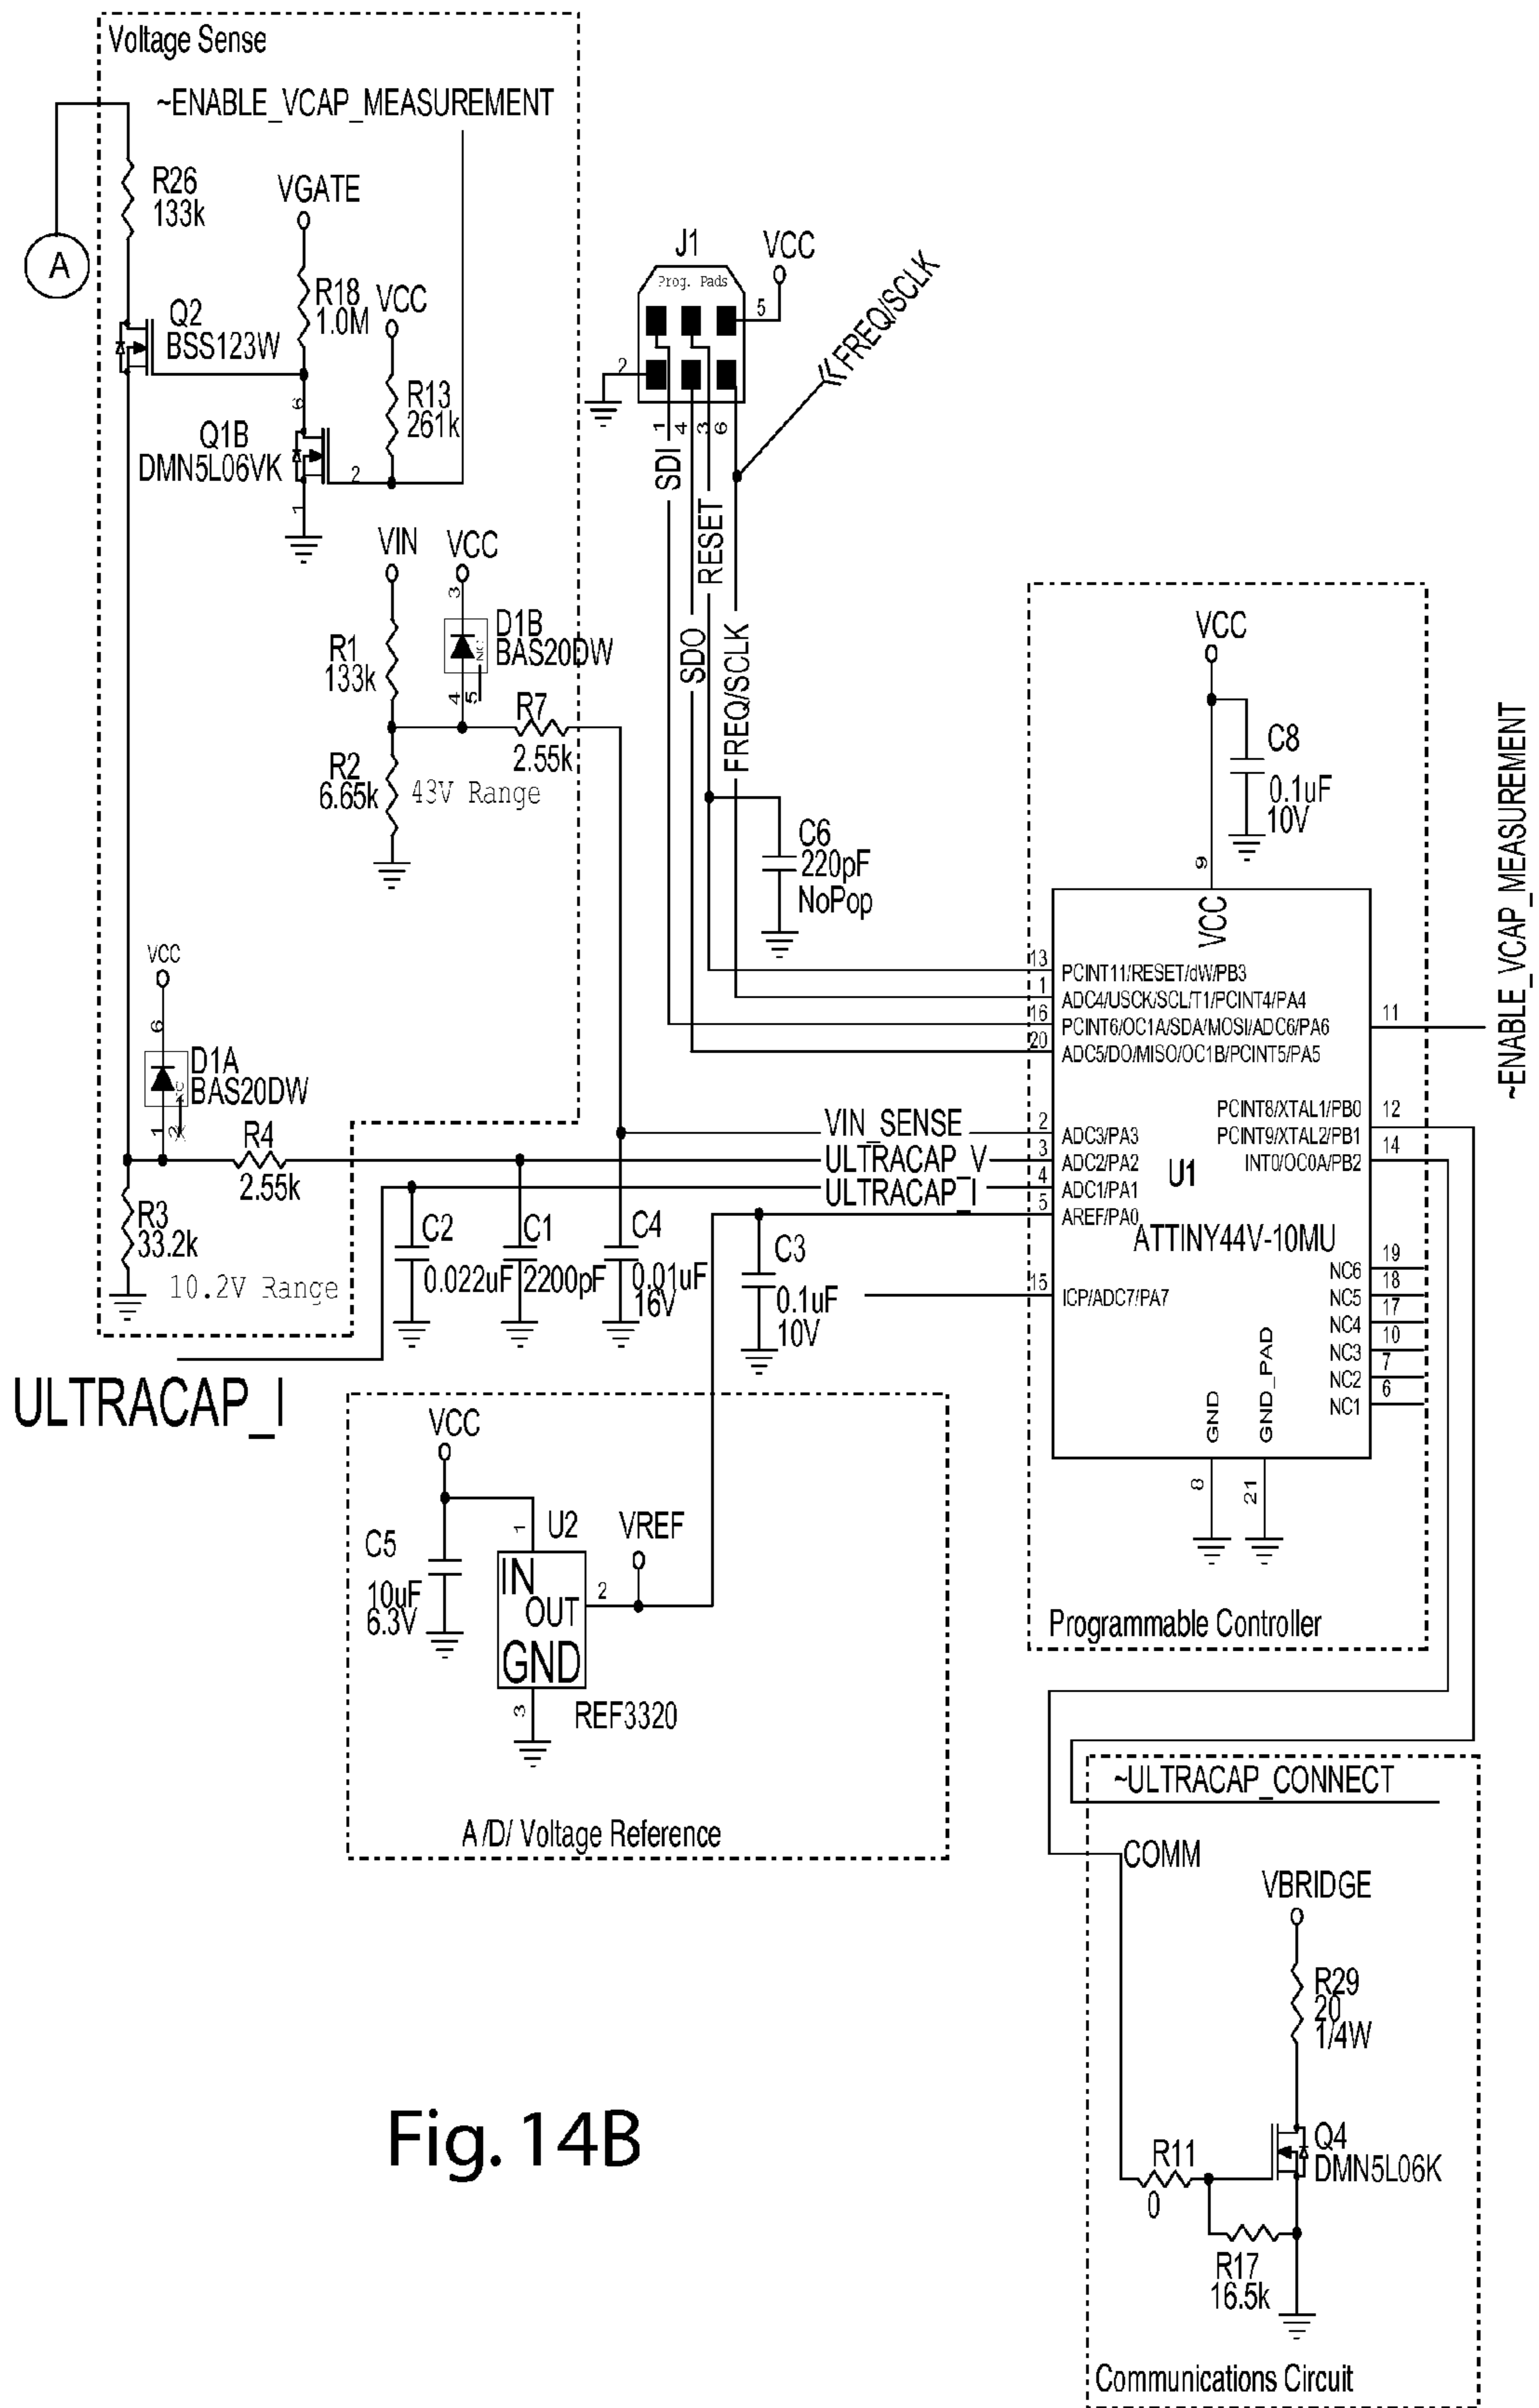 Voltage Sense
~ENABLE_VCAP_MEASUREMENT
A
R26
133k
VGATE
R18
1.0M
VCC
Q2
BSS123W
R13
261k
6
Q1B
DMN5L06VK
2
1
VIN
VCC
3
R1
133k
D1B
BAS20DW
NC
4
5
R7
2.55k
R2
6.65k
43V Range
VCC
6
D1A
BAS20DW
NC
1
2
R4
2.55k
R3
33.2k
10.2V Range
J1
Prog. Pads
VCC
5
2
1
4
3
6
<<FREQ/SCLK
SDI
RESET
SDO
FREQ/SCLK
C6
220pF
NoPop
VIN_SENSE
ULTRACAP_V
ULTRACAP_I
C2
0.022uF
C1
2200pF
C4
0.01uF
16V
C3
0.1uF
10V
ULTRACAP_I
VCC
C8
0.1uF
10V
9
VCC
13
PCINT11/RESET/dW/PB3
1
ADC4/USCK/SCL/T1/PCINT4/PA4
16
PCINT6/OC1A/SDA/MOSI/ADC6/PA6
20
ADC5/DO/MISO/OC1B/PCINT5/PA5
11
~ENABLE_VCAP_MEASUREMENT
PCINT8/XTAL1/PB0
12
PCINT9/XTAL2/PB1
14
INT0/OC0A/PB2
2
ADC3/PA3
3
ADC2/PA2
4
ADC1/PA1
5
AREF/PA0
U1
ATTINY44V-10MU
15
ICP/ADC7/PA7
NC6
19
NC5
18
NC4
17
NC3
10
NC2
7
NC1
6
GND
GND_PAD
8
21
Programmable Controller
VCC
C5
10uF
6.3V
1
U2
VREF
IN
OUT
GND
2
3
REF3320
A/D/ Voltage Reference
~ULTRACAP_CONNECT
COMM
VBRIDGE
R29
20
1/4W
R11
0
Q4
DMN5L06K
R17
16.5k
Communications Circuit
Fig. 14B